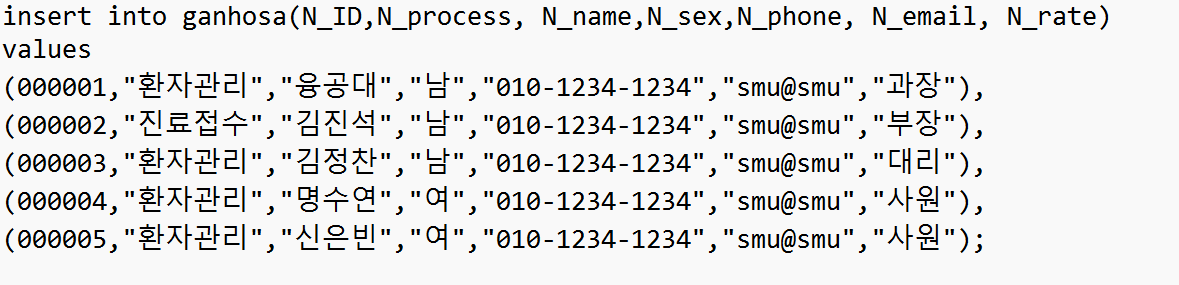 insert into ganhosa(N_ID,N_process, N_name,N_sex,N_phone, N_email, N_rate)
values
(000001,"환자관리","융공대","남","010-1234-1234","smu@smu","과장"),
(000002,"진료접수","김진석","남","010-1234-1234","smu@smu","부장"),
(000003,"환자관리","김정찬","남","010-1234-1234","smu@smu","대리"),
(000004,"환자관리","명수연","여","010-1234-1234","smu@smu","사원"),
(000005,"환자관리","신은빈","여","010-1234-1234","smu@smu","사원");